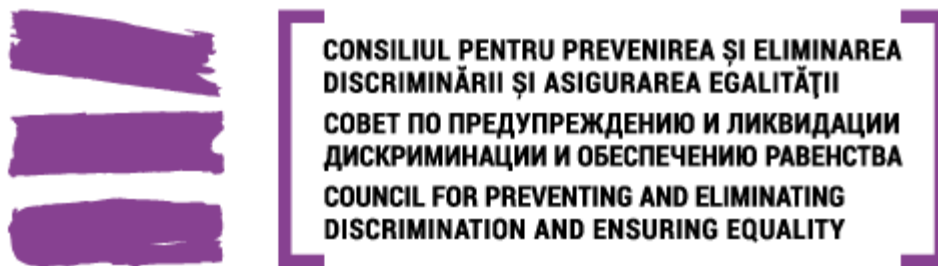 CONSILIUL PENTRU PREVENIREA ȘI ELIMINAREA
DISCRIMINĂRII ȘI ASIGURAREA EGALITĂŢII
СОВЕТ ПО ПРЕДУПРЕЖДЕНИЮ И ЛИКВИДАЦИИ
ДИСКРИМИНАЦИИ И ОБЕСПЕЧЕНИЮ РАВЕНСТВА
COUNCIL FOR PREVENTING AND ELIMINATING
DISCRIMINATION AND ENSURING EQUALITY